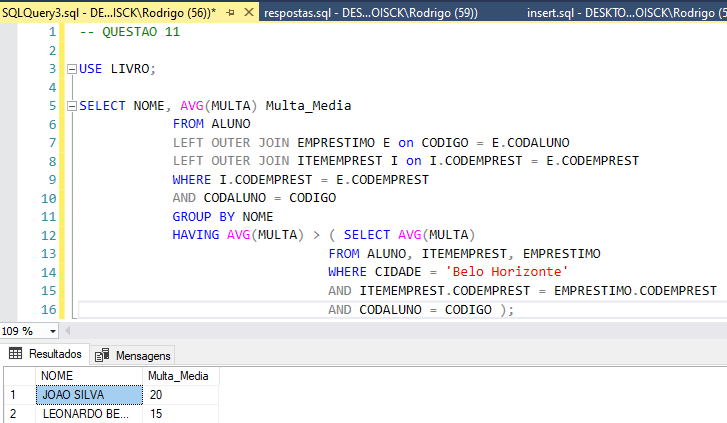 SQLQuery3.sql - DE...ISCK\Rodrigo (56))*
respostas.sql - DES...OISCK\Rodrigo (59))
insert.sql - DESKTO...OISCK\Rodrigo (5
1 -- QUESTAO 11
2
3 USE LIVRO;
4
5 SELECT NOME, AVG(MULTA) Multa_Media
6 FROM ALUNO
7 LEFT OUTER JOIN EMPRESTIMO E on CODIGO = E.CODALUNO
8 LEFT OUTER JOIN ITEMEMPREST I on I.CODEMPREST = E.CODEMPREST
9 WHERE I.CODEMPREST = E.CODEMPREST
10 AND CODALUNO = CODIGO
11 GROUP BY NOME
12 HAVING AVG(MULTA) > ( SELECT AVG(MULTA)
13 FROM ALUNO, ITEMEMPREST, EMPRESTIMO
14 WHERE CIDADE = 'Belo Horizonte'
15 AND ITEMEMPREST.CODEMPREST = EMPRESTIMO.CODEMPREST
16 AND CODALUNO = CODIGO );
109 %
Resultados Mensagens
NOME Multa_Media
1 JOAO SILVA 20
2 LEONARDO BE... 15